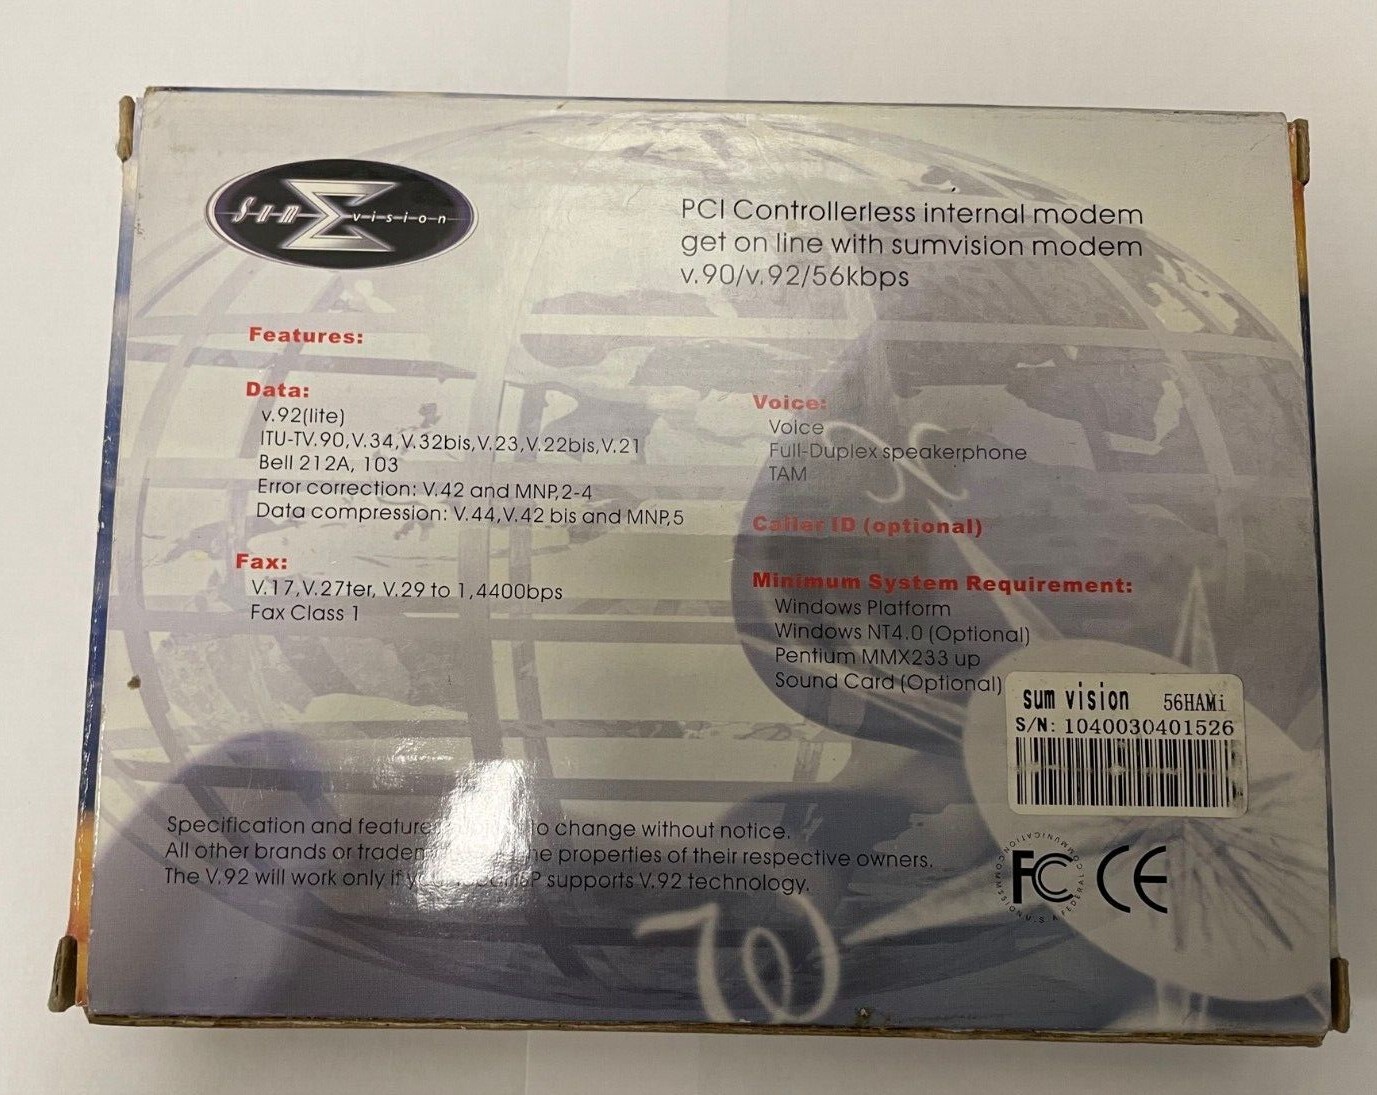 Sum vision
PCI Controllerless internal modem
get on line with sumvision modem
v.90/v.92/56kbps
Features:
Data:
v.92(lite)
ITU-TV.90,V.34,V.32bis,V.23,V.22bis,V.21
Bell 212A, 103
Error correction: V.42 and MNP,2-4
Data compression: V.44,V.42 bis and MNP,5
Fax:
V.17,V.27ter, V.29 to 1,4400bps
Fax Class 1
Voice:
Voice
Full-Duplex speakerphone
TAM
Callar ID (optional)
Minimum System Requirement:
Windows Platform
Windows NT4.0 (Optional)
Pentium MMX233 up
Sound Card (Optional)
sum vision 56HAMi
S/N: 1040030401526
Specification and feature to change without notice.
All other brands or properties of their respective owners.
The V.92 will work only if supports V.92 technology.
FC CE
COMMUNICATION COMMISSION U.S.A FEDERAL